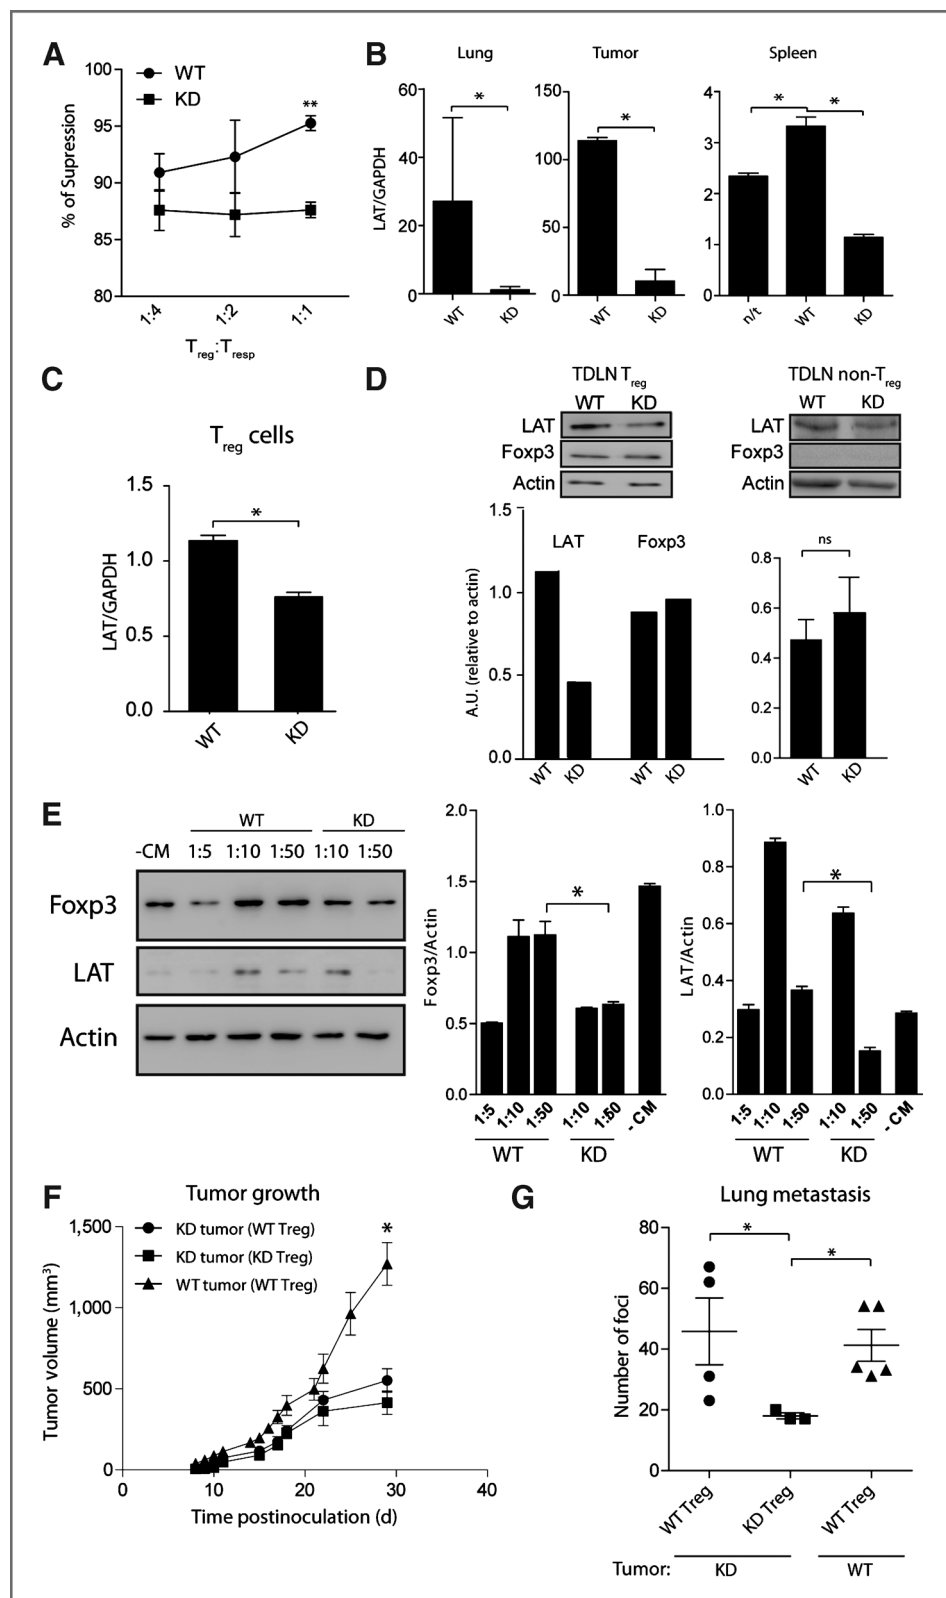 A
100
95
90
85
80
% of Supression
WT
KD
**
1:4
1:2
1:1
Treg:Tresp
B
Lung
Tumor
Spleen
LAT/GAPDH
60
40
20
0
*
WT
KD
150
100
50
0
*
WT
KD
4
3
2
1
0
*
*
n/t
WT
KD
C
Treg cells
LAT/GAPDH
1.5
1.0
0.5
0.0
*
WT
KD
D
TDLN Treg
WT KD
LAT
Foxp3
Actin
TDLN non-Treg
WT KD
LAT
Foxp3
Actin
A.U. (relative to actin)
1.5
1.0
0.5
0.0
LAT
Foxp3
WT
KD
WT
KD
0.8
0.6
0.4
0.2
0.0
ns
WT
KD
E
WT KD
-CM 1:5 1:10 1:50 1:10 1:50
Foxp3
LAT
Actin
Foxp3/Actin
2.0
1.5
1.0
0.5
0.0
*
1:5
1:10
1:50
1:10
1:50
- CM
WT KD
LAT/Actin
1.0
0.8
0.6
0.4
0.2
0.0
*
1:5
1:10
1:50
1:10
1:50
- CM
WT KD
F
Tumor growth
Tumor volume (mm³)
1,500
1,000
500
0
KD tumor (WT Treg)
KD tumor (KD Treg)
WT tumor (WT Treg)
*
0 10 20 30 40
Time postinoculation (d)
G
Lung metastasis
Number of foci
80
60
40
20
0
*
*
WT Treg
KD Treg
WT Treg
Tumor: KD WT